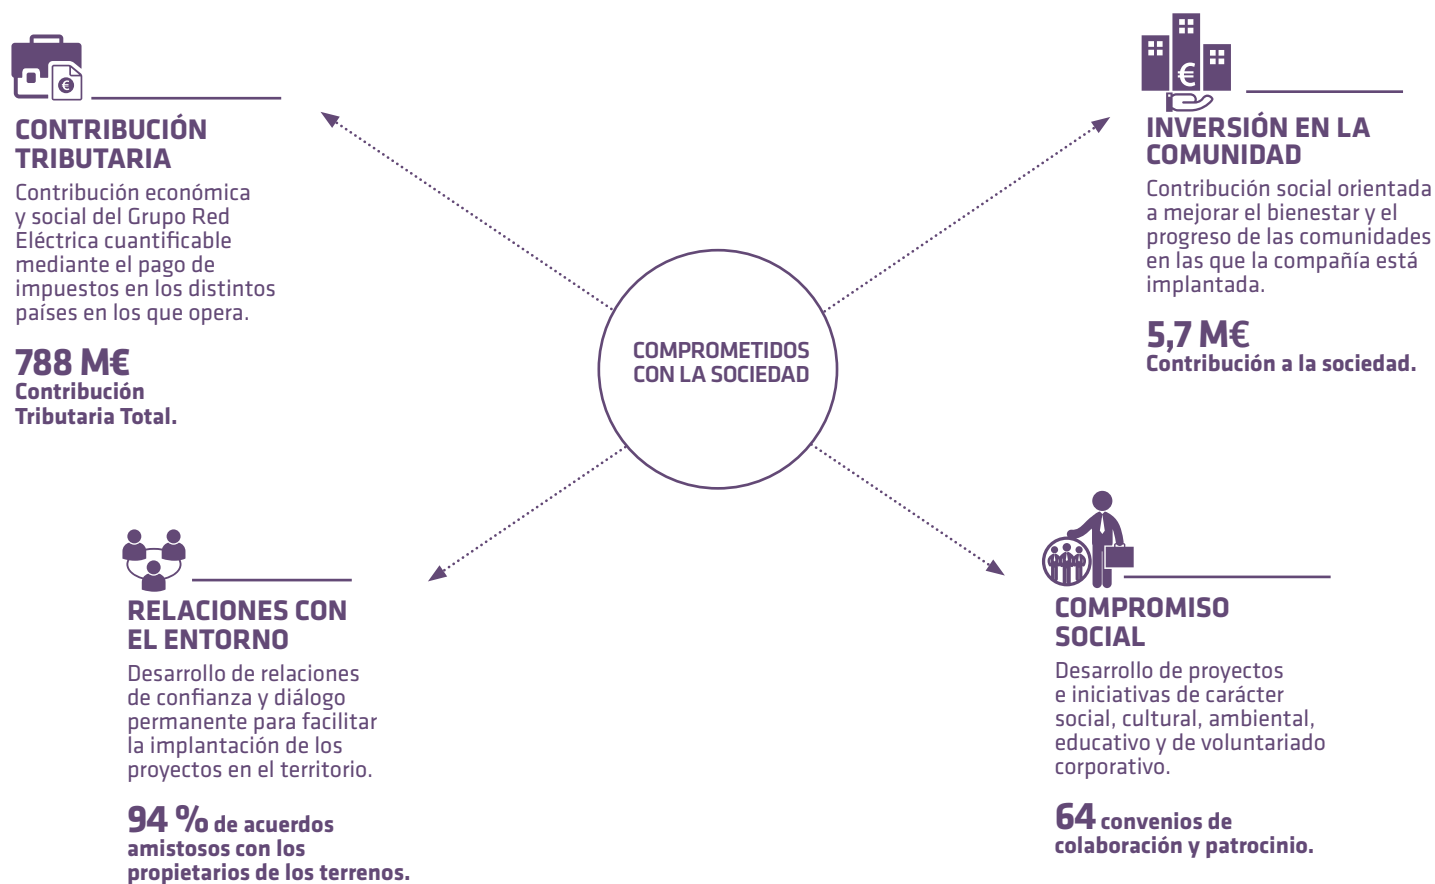 CONTRIBUCIÓN
TRIBUTARIA
Contribución económica
y social del Grupo Red
Eléctrica cuantificable
mediante el pago de
impuestos en los distintos
países en los que opera.
788 M€
Contribución
Tributaria Total.
INVERSIÓN EN LA
COMUNIDAD
Contribución social orientada
a mejorar el bienestar y el
progreso de las comunidades
en las que la compañía está
implantada.
5,7 M€
Contribución a la sociedad.
COMPROMETIDOS
CON LA SOCIEDAD
RELACIONES CON
EL ENTORNO
Desarrollo de relaciones
de confianza y diálogo
permanente para facilitar
la implantación de los
proyectos en el territorio.
94 % de acuerdos
amistosos con los
propietarios de los terrenos.
COMPROMISO
SOCIAL
Desarrollo de proyectos
e iniciativas de carácter
social, cultural, ambiental,
educativo y de voluntariado
corporativo.
64 convenios de
colaboración y patrocinio.